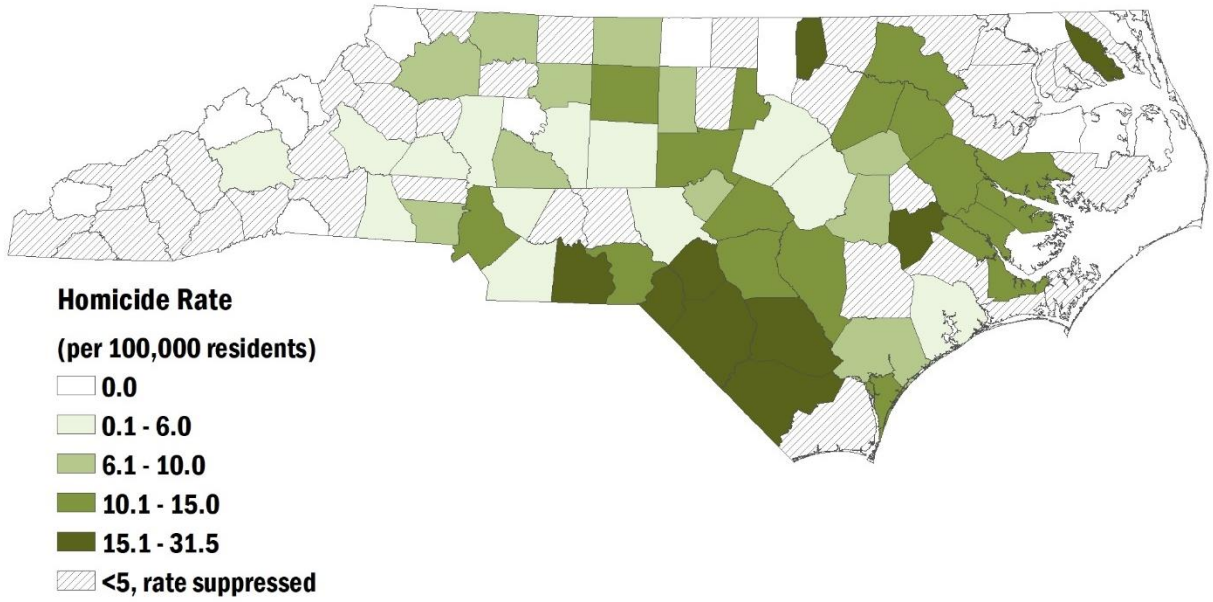 Homicide Rate
(per 100,000 residents)
0.0
0.1 - 6.0
6.1 - 10.0
10.1 - 15.0
15.1 - 31.5
<5, rate suppressed